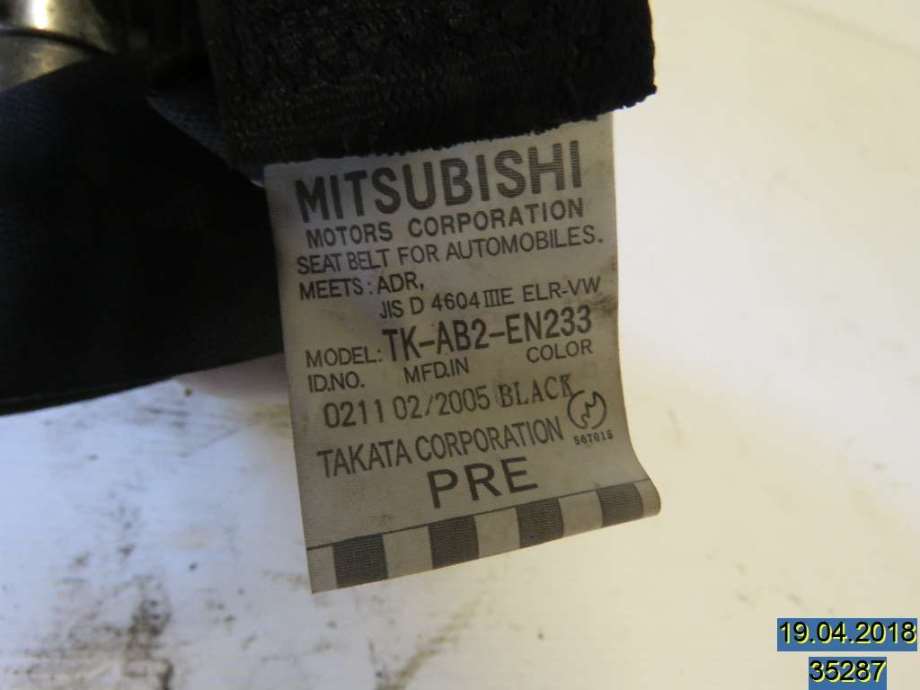 MITSUBISHI
MOTORS CORPORATION
SEAT BELT FOR AUTOMOBILES.
MEETS: ADR,
JIS D 4604 IIIE ELR-VW
MODEL: TK-AB2-EN233
ID.NO. MFD.IN COLOR
0211 02/2005 BLACK
TAKATA CORPORATION
567015
PRE
19.04.2018
35287